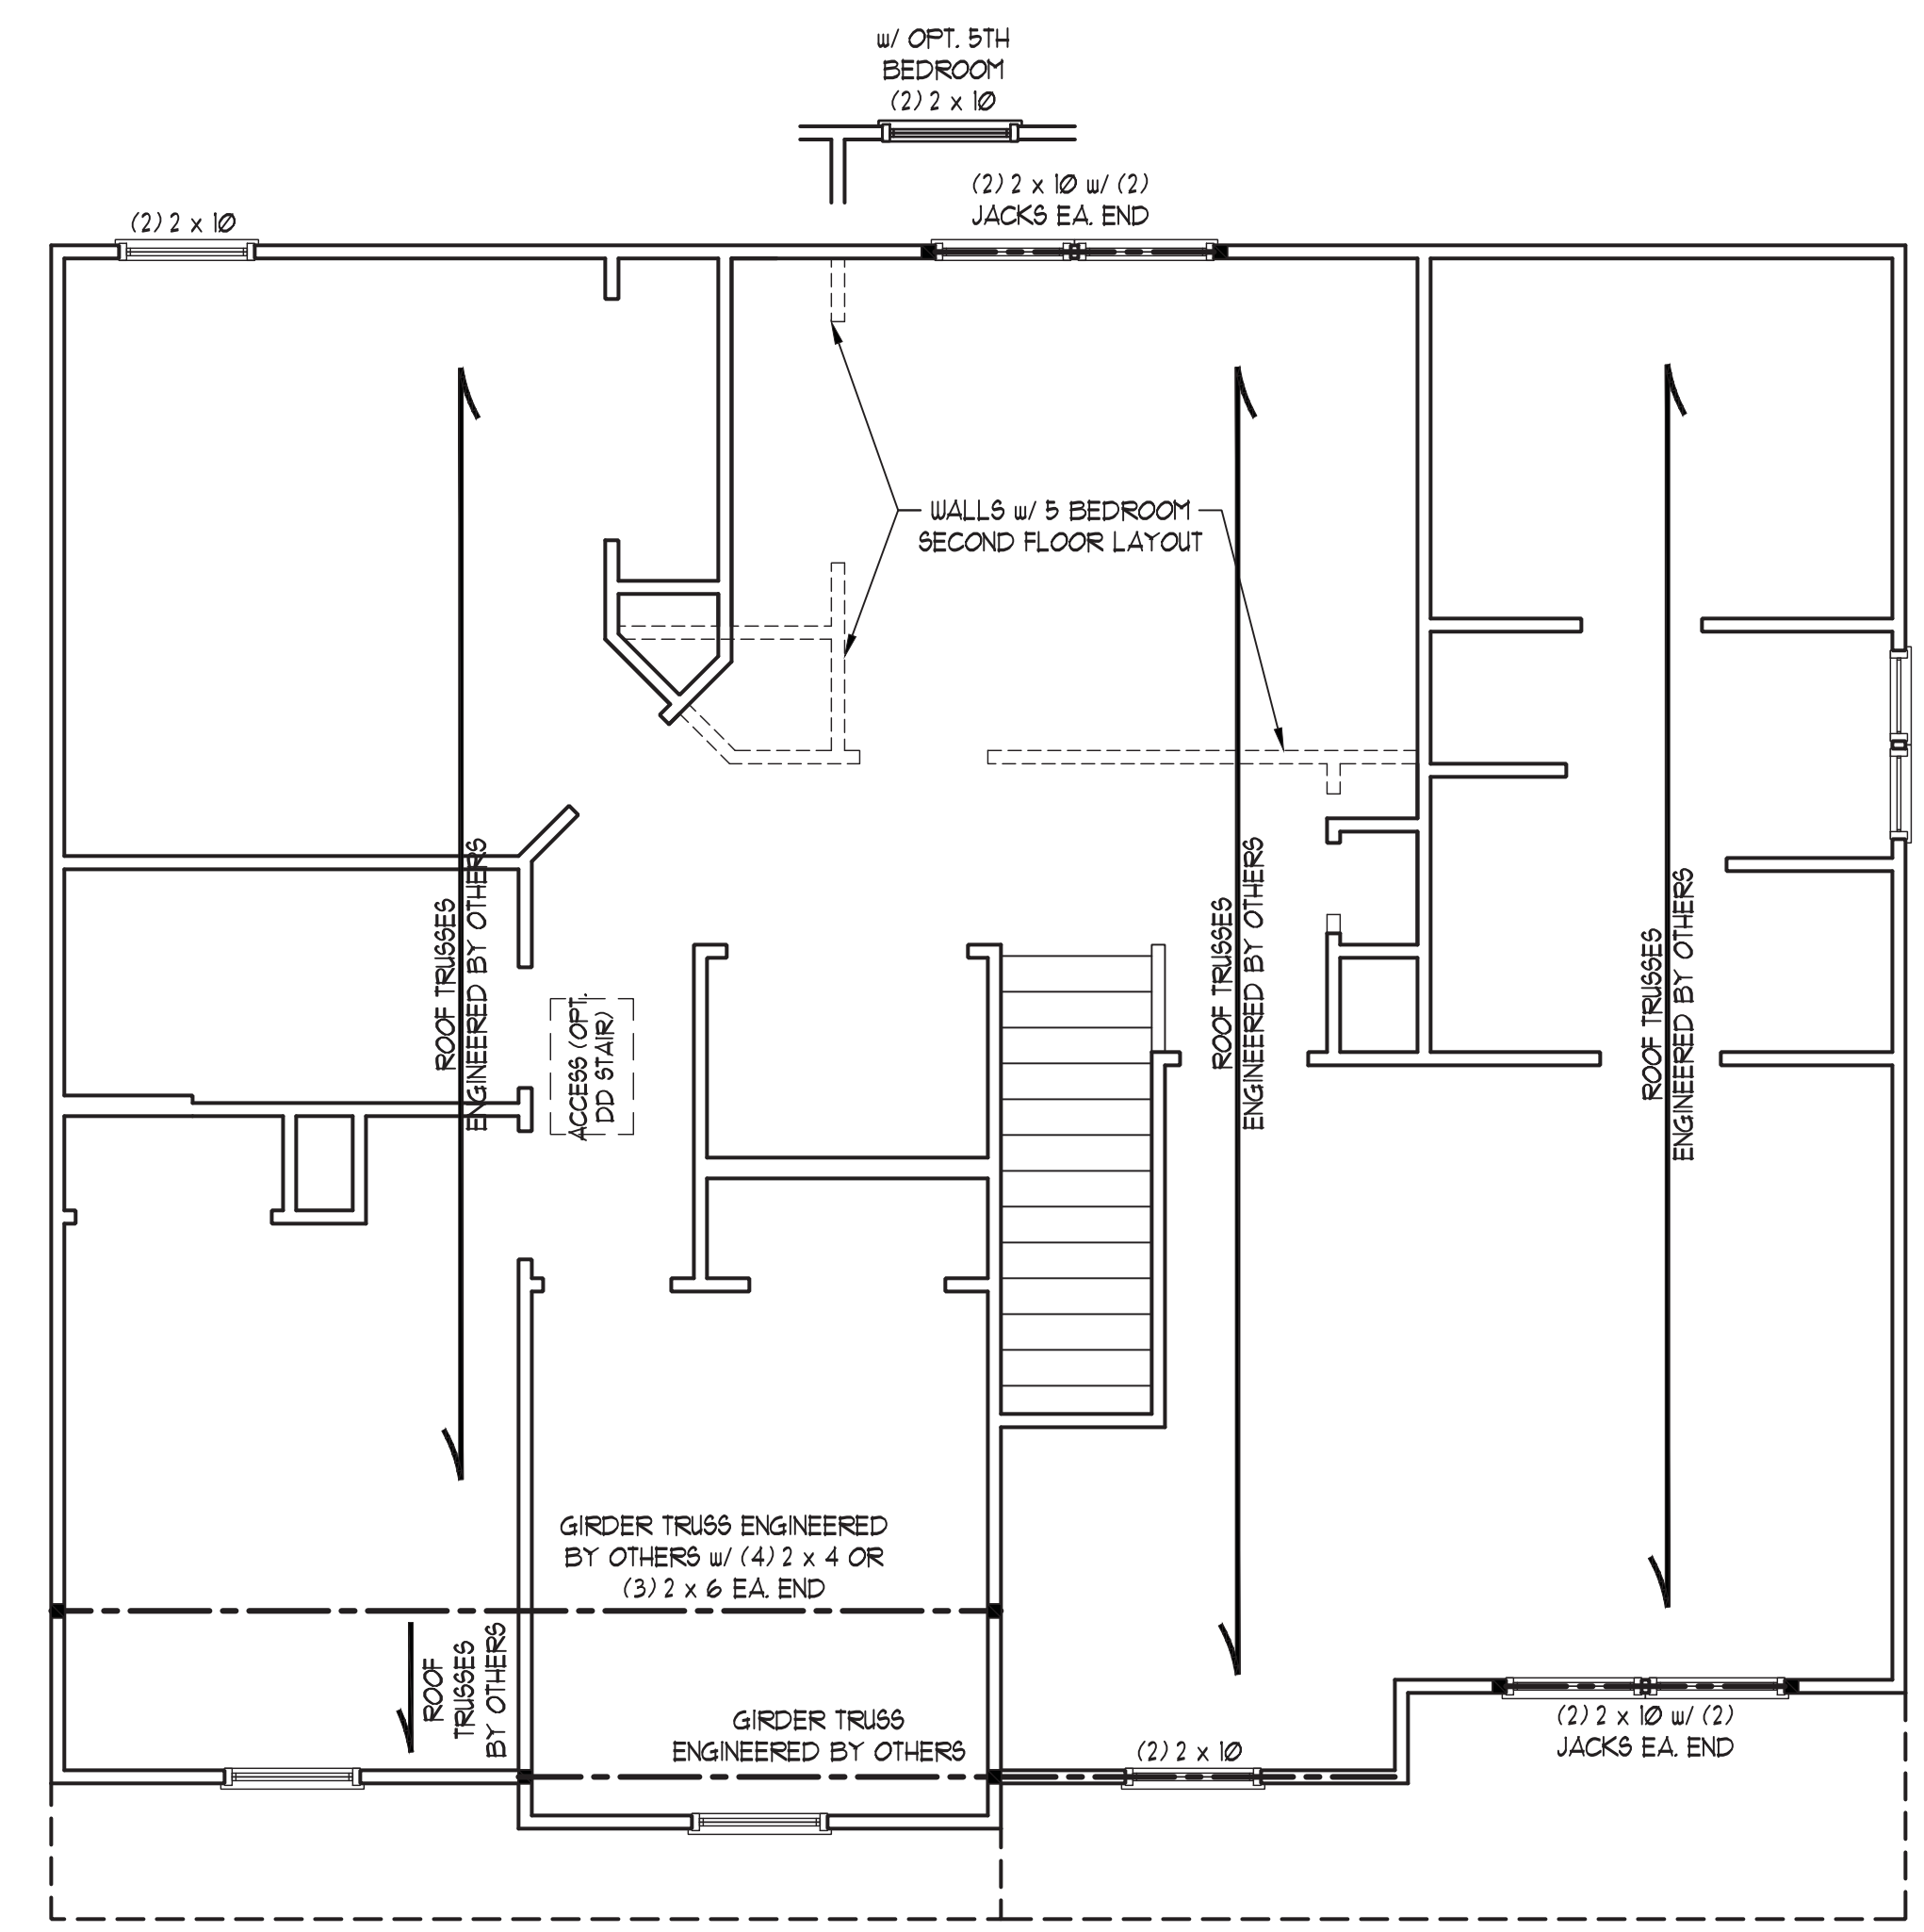 w/ OPT. 5TH
BEDROOM
(2) 2 x 10
(2) 2 x 10 w/ (2)
JACKS EA. END
(2) 2 x 10
WALLS w/ 5 BEDROOM
SECOND FLOOR LAYOUT
ROOF TRUSSES
ENGINEERED BY OTHERS
ACCESS (OPT.
DD STAIR)
ROOF TRUSSES
ENGINEERED BY OTHERS
ROOF TRUSSES
ENGINEERED BY OTHERS
GIRDER TRUSS ENGINEERED
BY OTHERS w/ (4) 2 x 4 OR
(3) 2 x 6 EA. END
ROOF
TRUSSES
BY OTHERS
GIRDER TRUSS
ENGINEERED BY OTHERS
(2) 2 x 10
(2) 2 x 10 w/ (2)
JACKS EA. END